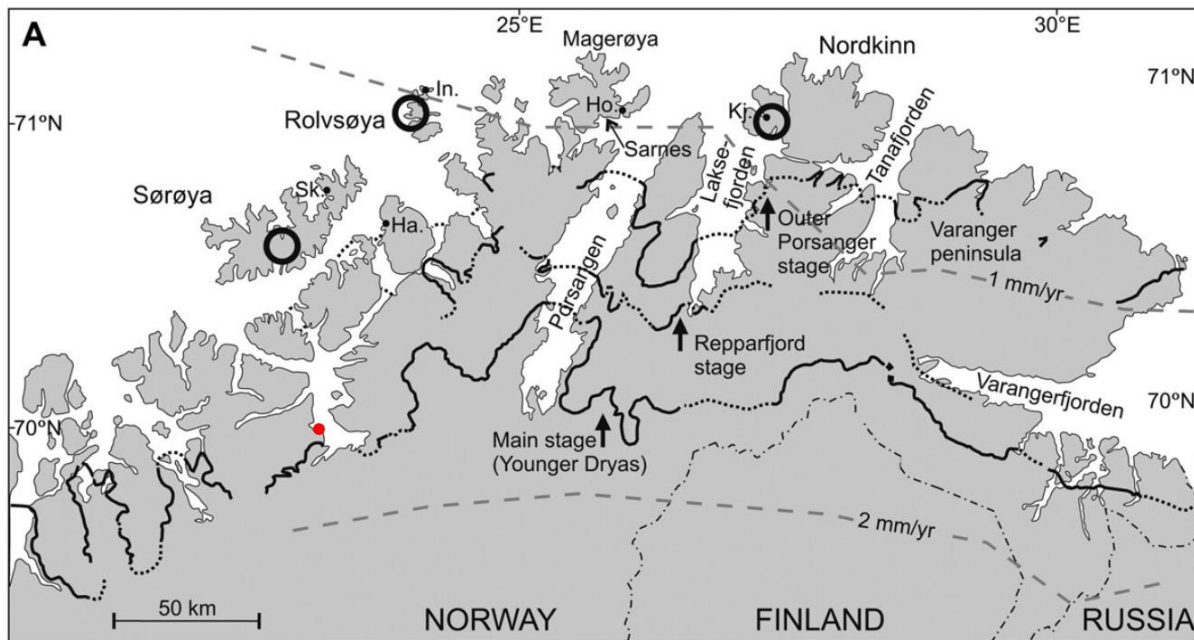 A
25°E
30°E
Magerøya
Nordkinn
71°N
71°N
In.
Ho.
Kj.
Rolvsøya
Sarnes
Lakse-
fjorden
Tanafjorden
Sk.
Sørøya
Ha.
Outer
Porsanger
stage
Varanger
peninsula
Porsangen
1 mm/yr
Repparfjord
stage
Varangerfjorden
70°N
70°N
Main stage
(Younger Dryas)
2 mm/yr
50 km
NORWAY
FINLAND
RUSSIA